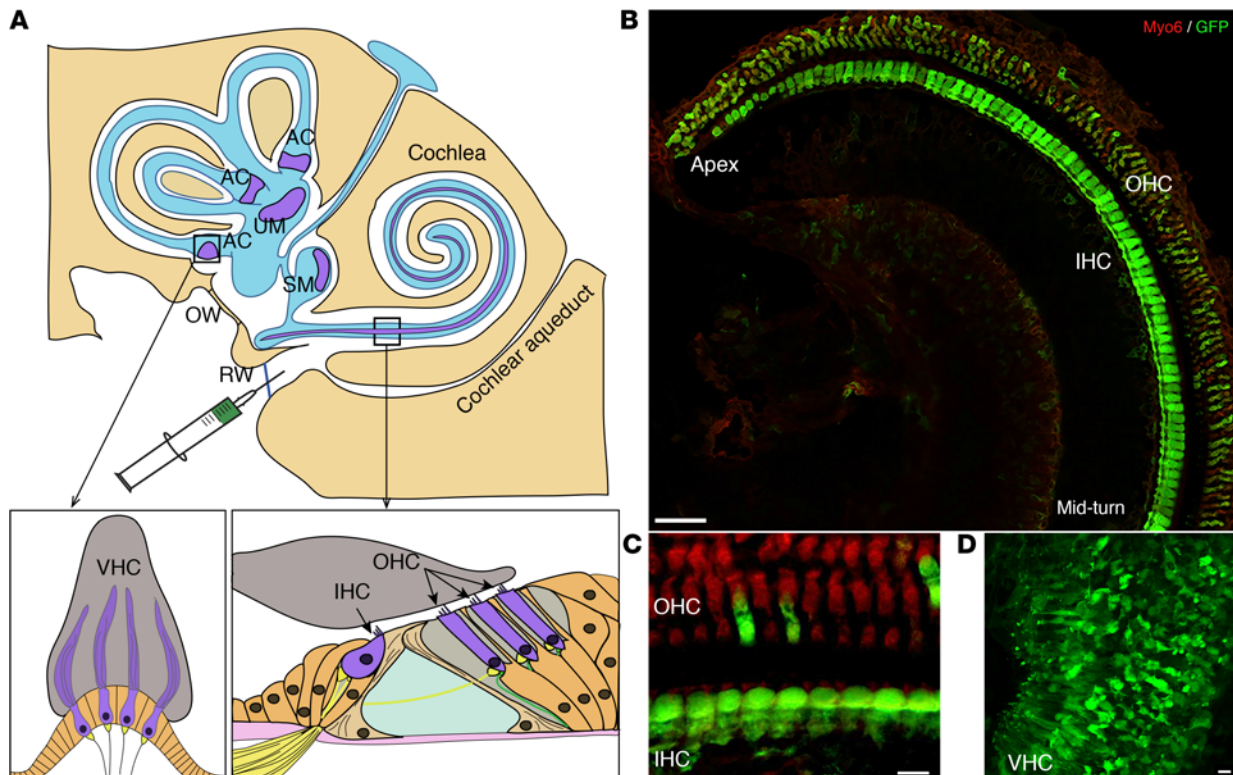 A
AC
Cochlea
AC
UM
AC
SM
OW
Cochlear aqueduct
RW
VHC
OHC
IHC
B
Myo6 / GFP
Apex
OHC
IHC
Mid-turn
C
OHC
IHC
D
VHC